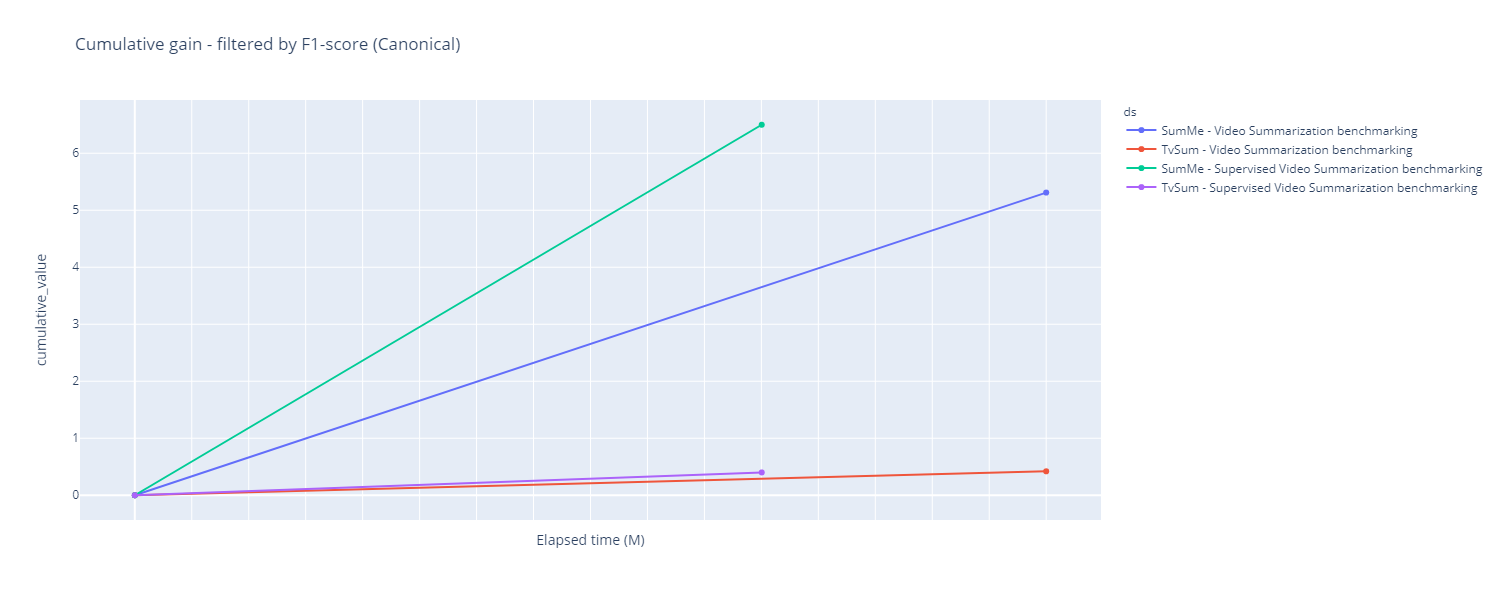 Cumulative gain - filtered by F1-score (Canonical)
ds
SumMe - Video Summarization benchmarking
TvSum - Video Summarization benchmarking
SumMe - Supervised Video Summarization benchmarking
TvSum - Supervised Video Summarization benchmarking
cumulative_value
6
5
4
3
2
1
0
Elapsed time (M)